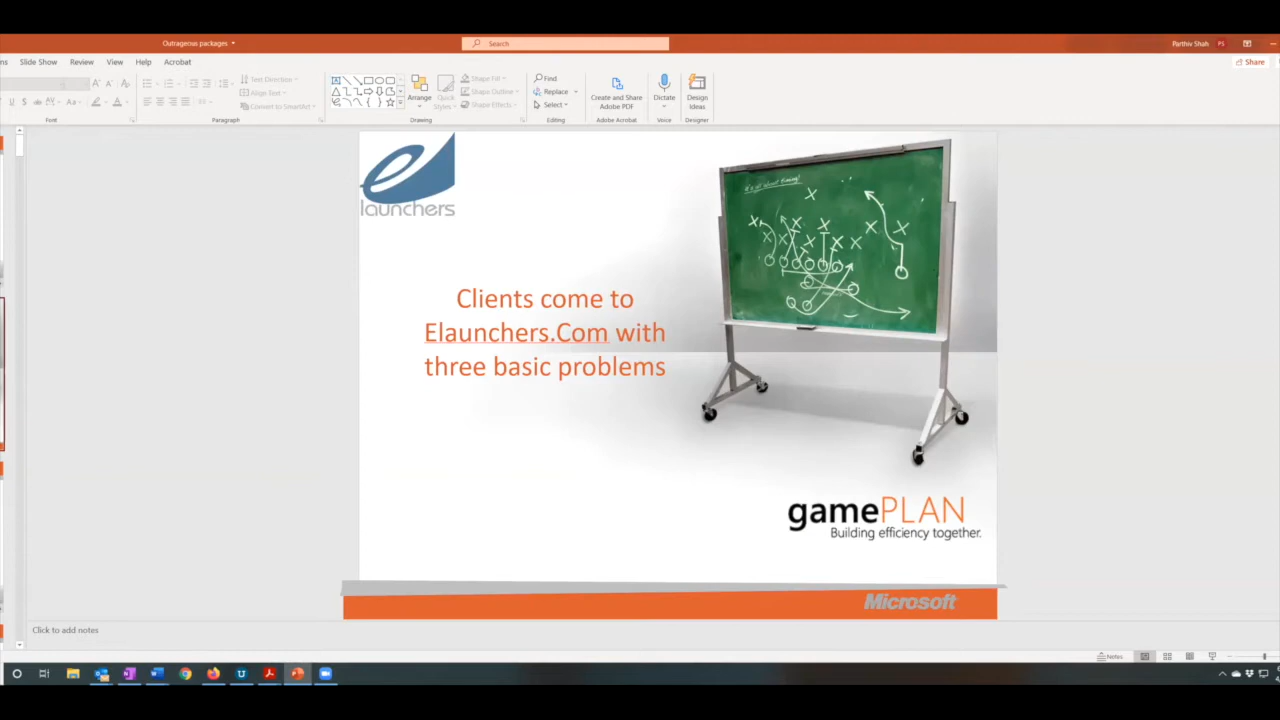 Outrageous packages
Search
Parthiv Shah
PS
ns
Slide Show
Review
View
Help
Acrobat
Share
Text Direction
Align Text
Convert to SmartArt
Arrange
Quick
Styles
Shape Fill
Shape Outline
Shape Effects
Find
Replace
Select
Create and Share
Adobe PDF
Dictate
Design
Ideas
Font
Paragraph
Drawing
Editing
Adobe Acrobat
Voice
Designer
e
launchers
Clients come to
Elaunchers.Com with
three basic problems
gamePLAN
Building efficiency together.
Microsoft
Click to add notes
Notes